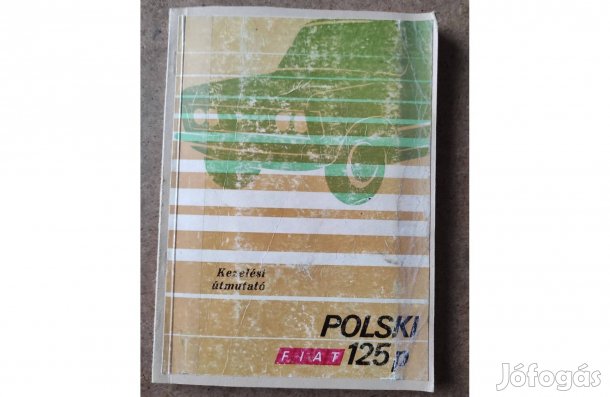 Kezelési
útmutató
POLSKI
FIAT 125p
Jófogás